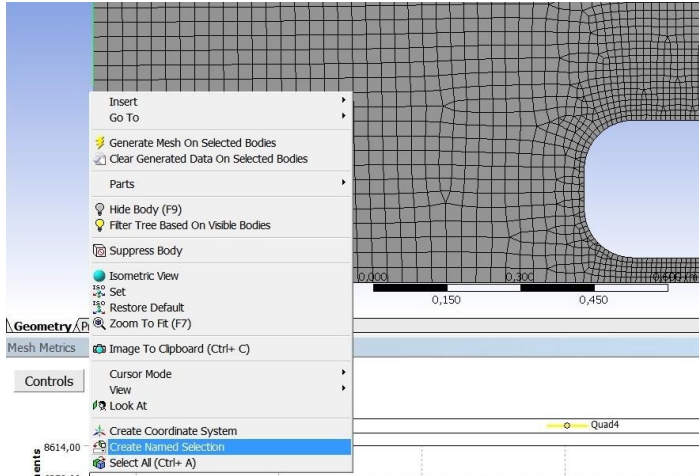 Insert
Go To
Generate Mesh On Selected Bodies
Clear Generated Data On Selected Bodies
Parts
Hide Body (F9)
Filter Tree Based On Visible Bodies
Suppress Body
Isometric View
ISO Set
ISO Restore Default
Zoom To Fit (F7)
Image To Clipboard (Ctrl+ C)
Cursor Mode
View
Look At
Create Coordinate System
Create Named Selection
Select All (Ctrl+ A)
0,000
0,300
0,150
0,450
Geometry
Mesh Metrics
Controls
Quad4
8614,00